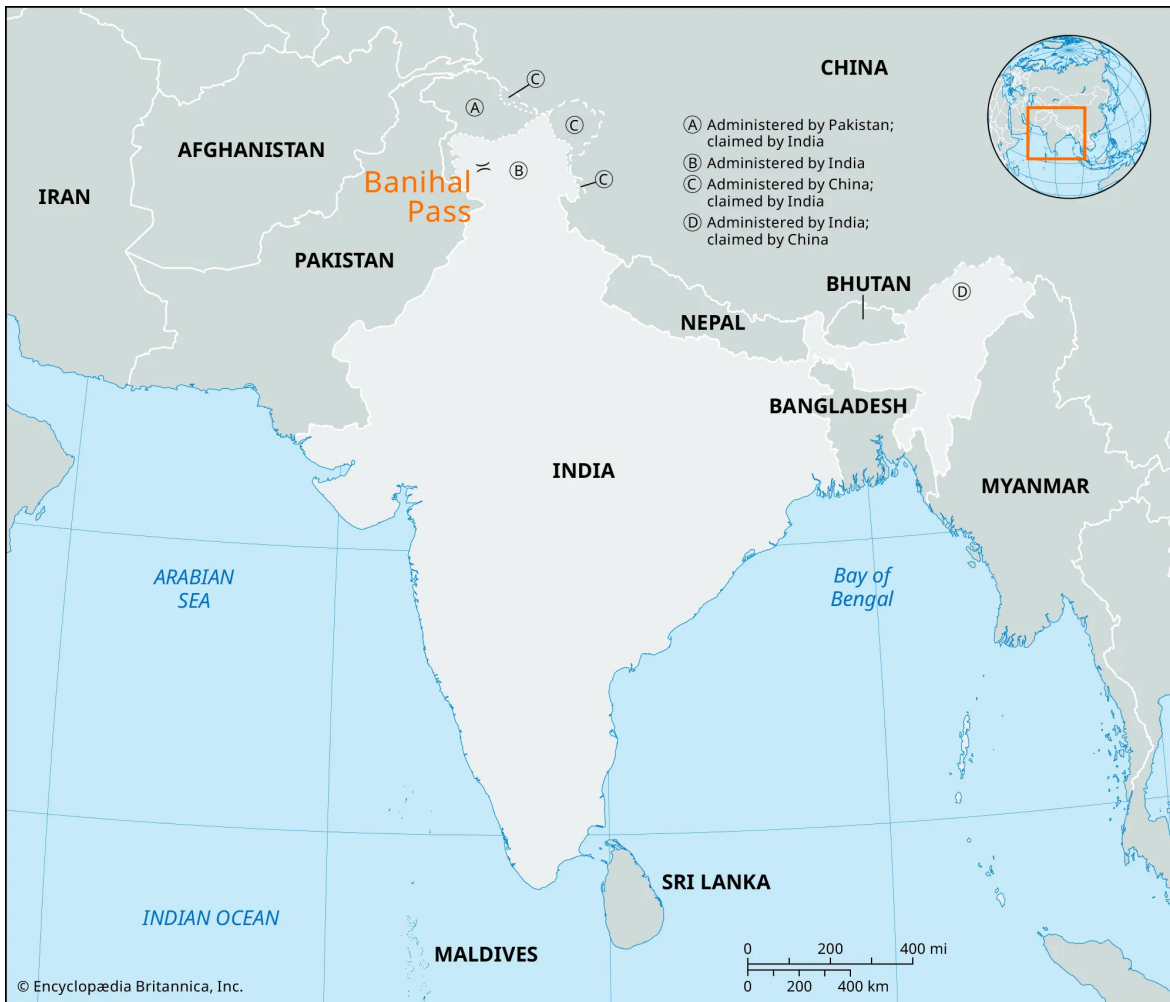 CHINA
Ⓒ
Ⓐ
Ⓒ
Ⓐ Administered by Pakistan;
claimed by India
Ⓑ Administered by India
Ⓒ Administered by China;
claimed by India
Ⓓ Administered by India;
claimed by China
AFGHANISTAN
Ⓑ
Ⓒ
Banihal
Pass
IRAN
PAKISTAN
BHUTAN
Ⓓ
NEPAL
BANGLADESH
INDIA
MYANMAR
ARABIAN
SEA
Bay of
Bengal
SRI LANKA
INDIAN OCEAN
MALDIVES
0 200 400 mi
0 200 400 km
© Encyclopædia Britannica, Inc.